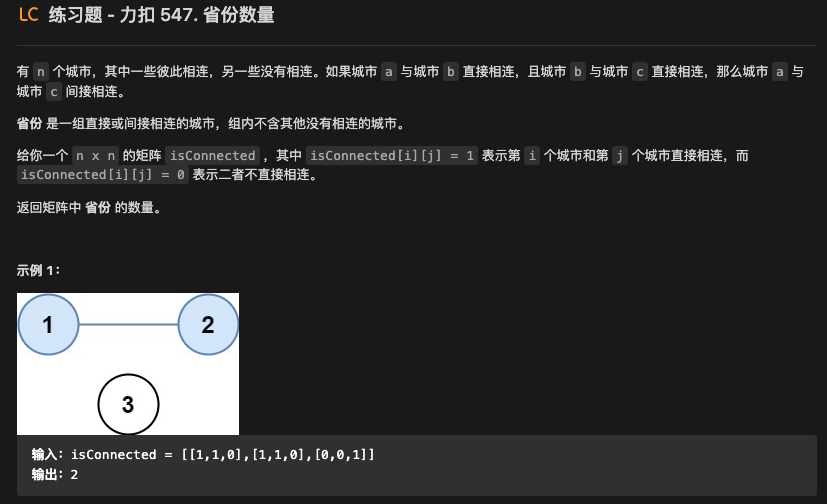 LC 练习题 - 力扣 547. 省份数量
有 n 个城市，其中一些彼此相连，另一些没有相连。如果城市 a 与城市 b 直接相连，且城市 b 与城市 c 直接相连，那么城市 a 与
城市 c 间接相连。
省份 是一组直接或间接相连的城市，组内不含其他没有相连的城市。
给你一个 n x n 的矩阵 isConnected ，其中 isConnected[i][j] = 1 表示第 i 个城市和第 j 个城市直接相连，而
isConnected[i][j] = 0 表示二者不直接相连。
返回矩阵中 省份 的数量。
示例 1：
1 2
3
输入：isConnected = [[1,1,0],[1,1,0],[0,0,1]]
输出：2